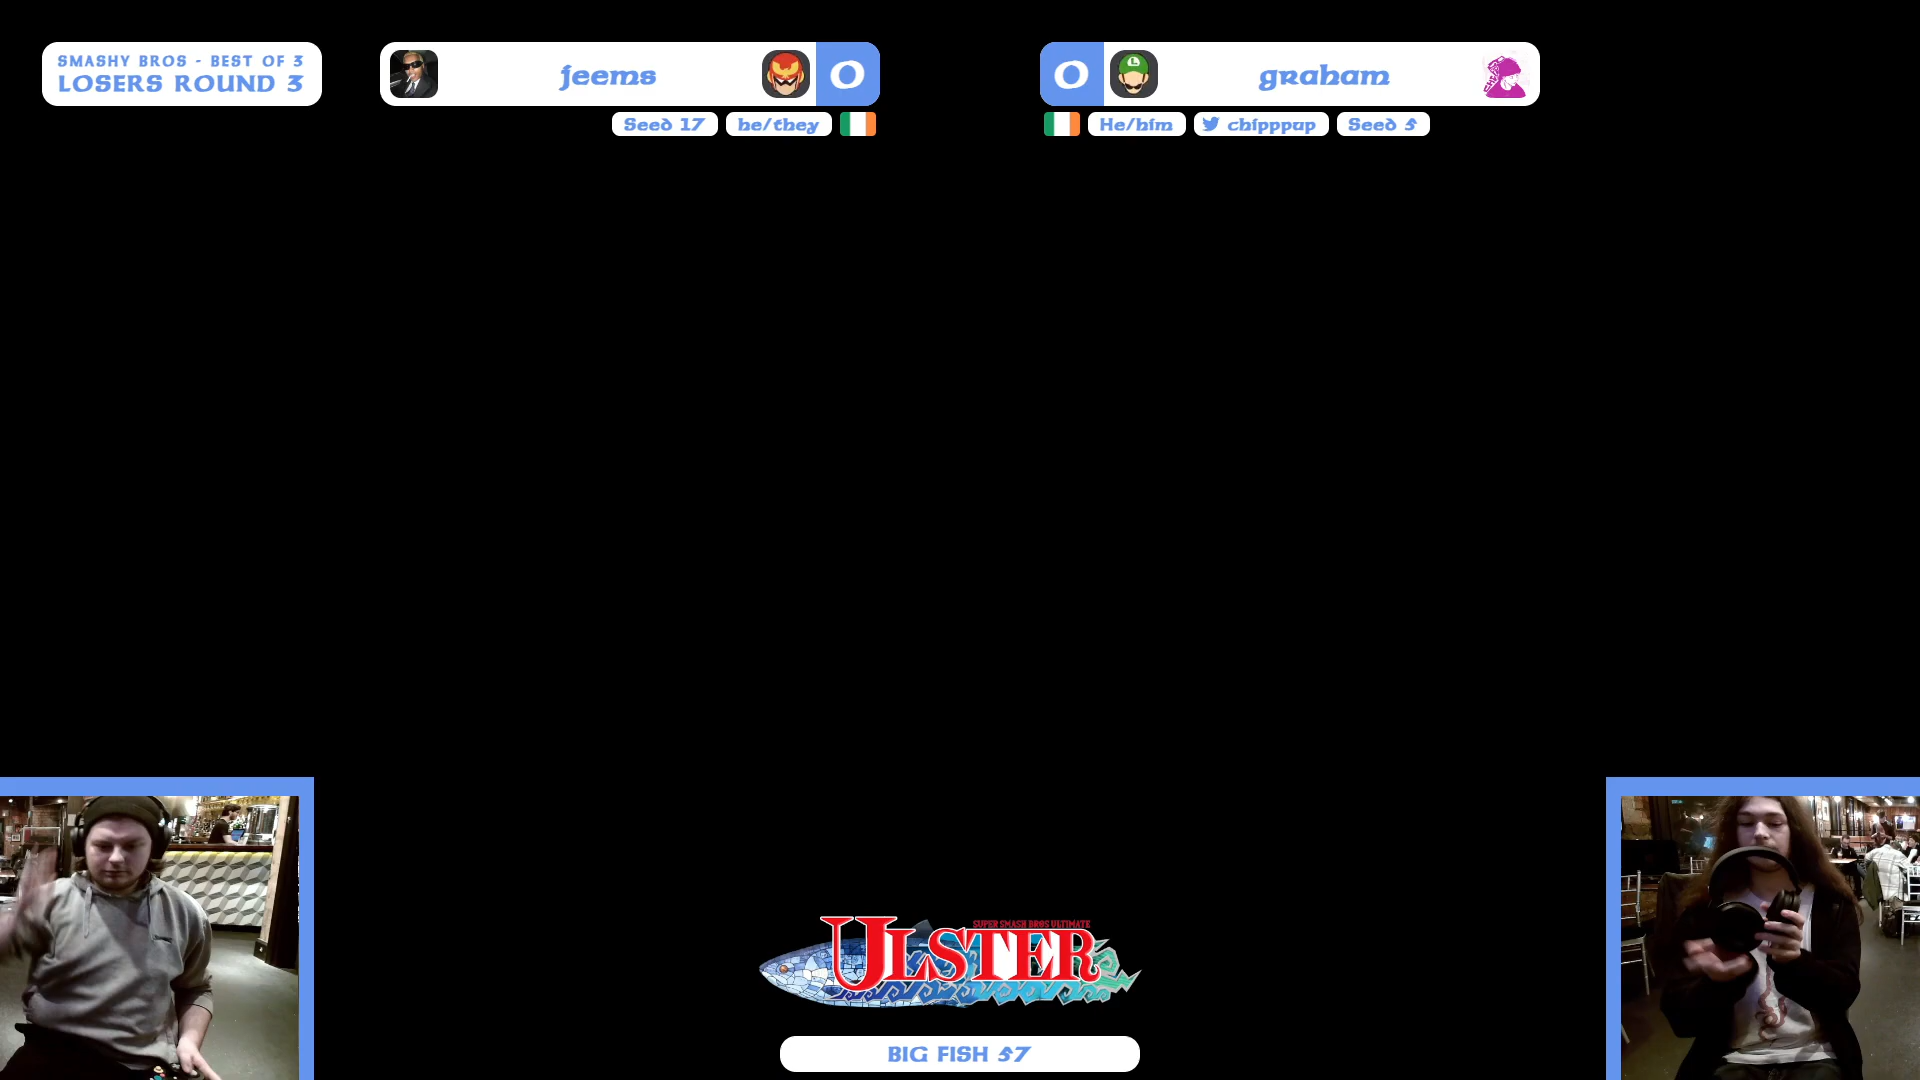 SMASHY BROS - BEST OF 3
LOSERS ROUND 3
jeems
0
0
L
graham
Seed 17
he/they
He/him
chipppup
Seed 5
SUPER SMASH BROS ULTIMATE
ULSTER
BIG FISH 57